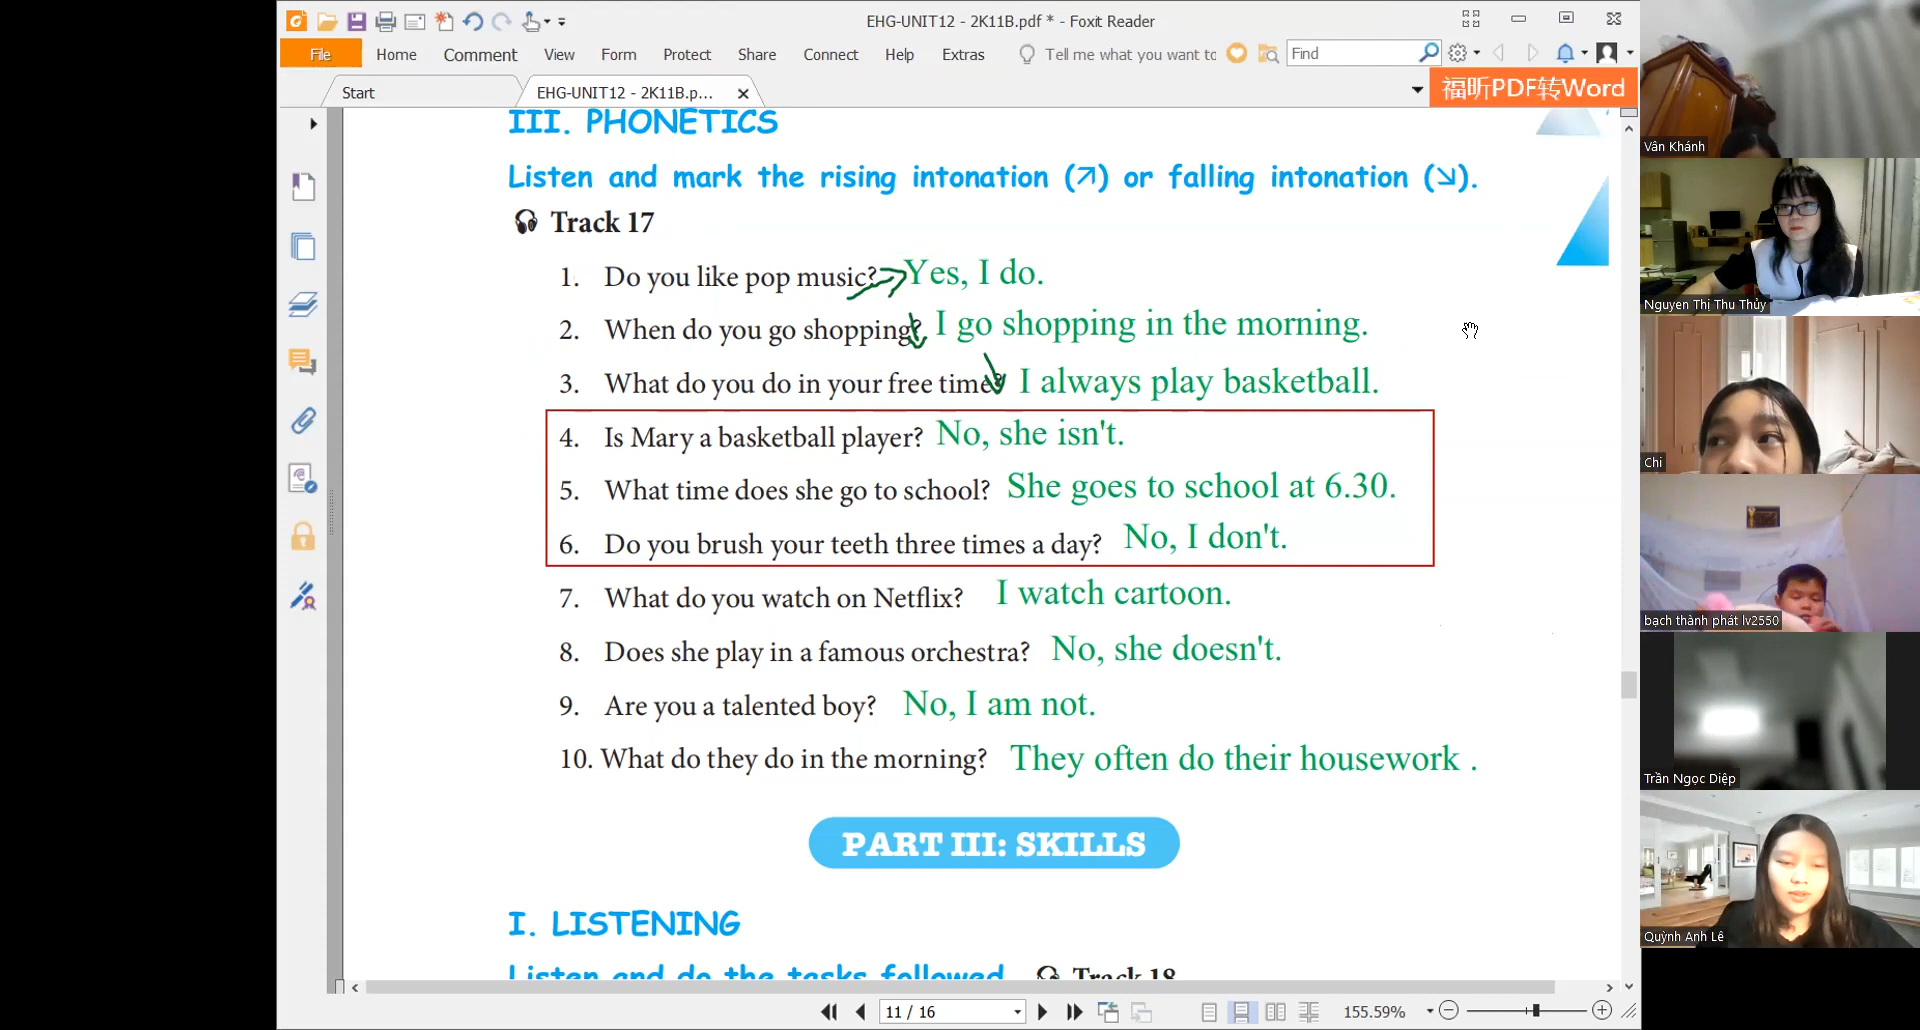 EHG-UNIT12 - 2K11B.pdf * - Foxit Reader
File Home Comment View Form Protect Share Connect Help Extras Tell me what you want to Find
Start EHG-UNIT12 - 2K11B.p...
福昕PDF转Word
III. PHONETICS
Listen and mark the rising intonation (↗) or falling intonation (↘).
Track 17
1. Do you like pop music? Yes, I do.
2. When do you go shopping? I go shopping in the morning.
3. What do you do in your free time? I always play basketball.
4. Is Mary a basketball player? No, she isn't.
5. What time does she go to school? She goes to school at 6.30.
6. Do you brush your teeth three times a day? No, I don't.
7. What do you watch on Netflix? I watch cartoon.
8. Does she play in a famous orchestra? No, she doesn't.
9. Are you a talented boy? No, I am not.
10. What do they do in the morning? They often do their housework .
PART III: SKILLS
I. LISTENING
Listen and do the tasks followed Track 18
11 / 16
155.59%
Vân Khánh
Nguyen Thi Thu Thủy
Chi
bạch thành phát lv2550
Trần Ngọc Diệp
Quỳnh Anh Lê